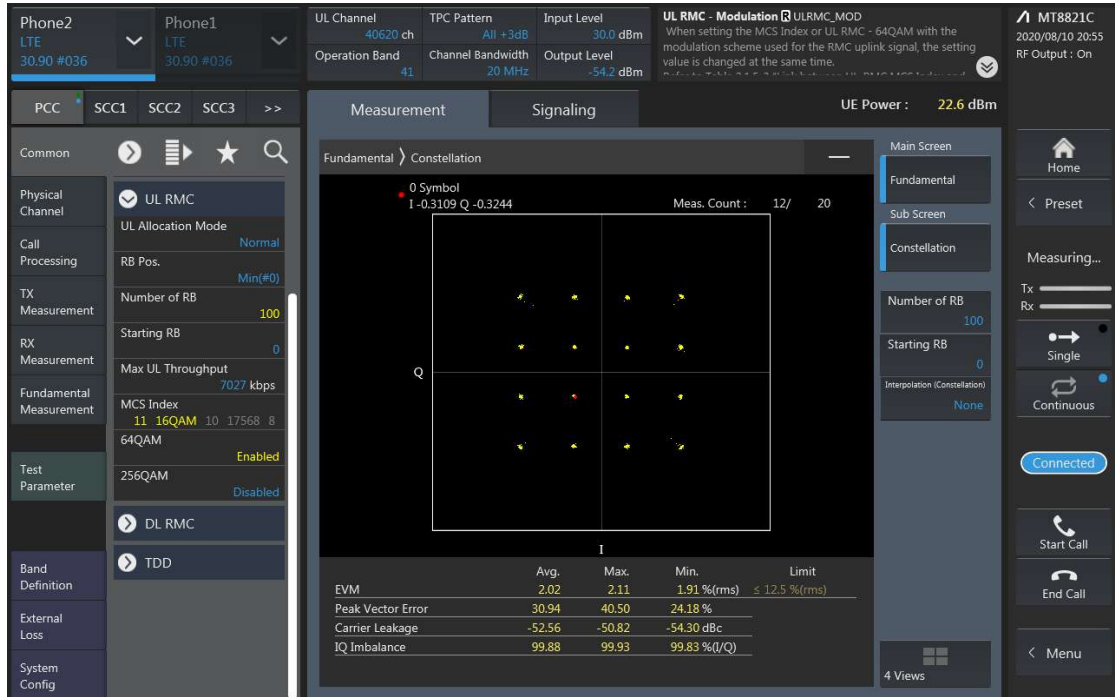 Phone2
LTE
30.90 #036
Phone1
LTE
30.90 #036
UL Channel
40620 ch
TPC Pattern
All +3dB
Input Level
30.0 dBm
Operation Band
41
Channel Bandwidth
20 MHz
Output Level
-54.2 dBm
UL RMC - Modulation R ULRMC_MOD
When setting the MCS Index or UL RMC - 64QAM with the
modulation scheme used for the RMC uplink signal, the setting
value is changed at the same time.
MT8821C
2020/08/10 20:55
RF Output : On
PCC SCC1 SCC2 SCC3 >>
Measurement
Signaling
UE Power : 22.6 dBm
Common
Physical
Channel
Call
Processing
TX
Measurement
RX
Measurement
Fundamental
Measurement
Test
Parameter
Band
Definition
External
Loss
System
Config
UL RMC
UL Allocation Mode
Normal
RB Pos.
Min(#0)
Number of RB
100
Starting RB
0
Max UL Throughput
7027 kbps
MCS Index
11 16QAM 10 17568 8
64QAM
Enabled
256QAM
Disabled
DL RMC
TDD
Fundamental 〉 Constellation
0 Symbol
I -0.3109 Q -0.3244
Meas. Count : 12/ 20
Q
I
Avg. Max. Min. Limit
EVM 2.02 2.11 1.91 %(rms) ≤ 12.5 %(rms)
Peak Vector Error 30.94 40.50 24.18 %
Carrier Leakage -52.56 -50.82 -54.30 dBc
IQ Imbalance 99.88 99.93 99.83 %(I/Q)
Main Screen
Fundamental
Sub Screen
Constellation
Number of RB
100
Starting RB
0
Interpolation (Constellation)
None
4 Views
Home
< Preset
Measuring...
Tx
Rx
Single
Continuous
Connected
Start Call
End Call
< Menu